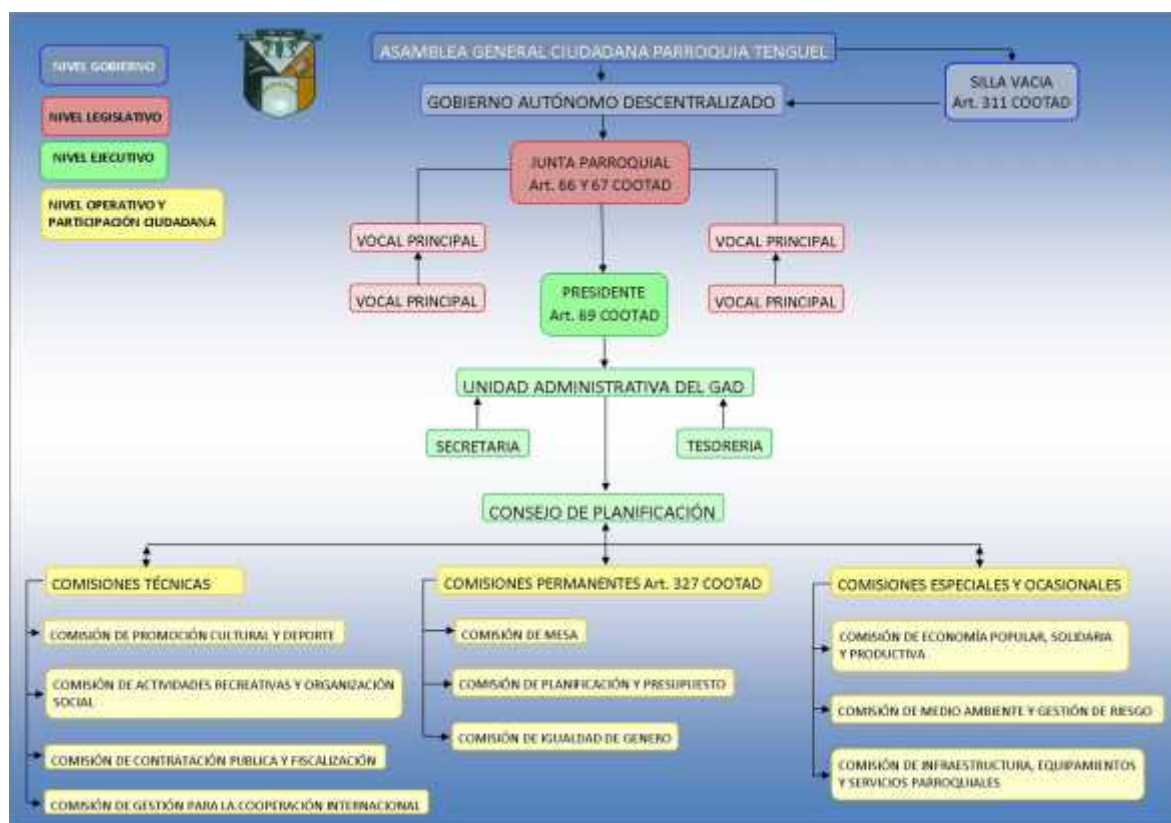 NIVEL GOBIERNO
NIVEL LEGISLATIVO
NIVEL EJECUTIVO
NIVEL OPERATIVO Y
PARTICIPACIÓN CIUDADANA
ASAMBLEA GENERAL CIUDADANA PARROQUIA TENGUEL
SILLA VACIA
Art. 311 COOTAD
GOBIERNO AUTÓNOMO DESCENTRALIZADO
JUNTA PARROQUIAL
Art. 66 Y 67 COOTAD
VOCAL PRINCIPAL
VOCAL PRINCIPAL
VOCAL PRINCIPAL
VOCAL PRINCIPAL
PRESIDENTE
Art. 69 COOTAD
UNIDAD ADMINISTRATIVA DEL GAD
SECRETARIA
TESORERIA
CONSEJO DE PLANIFICACIÓN
COMISIONES TÉCNICAS
COMISIÓN DE PROMOCIÓN CULTURAL Y DEPORTE
COMISIÓN DE ACTIVIDADES RECREATIVAS Y ORGANIZACIÓN
SOCIAL
COMISIÓN DE CONTRATACIÓN PUBLICA Y FISCALIZACIÓN
COMISIÓN DE GESTIÓN PARA LA COOPERACIÓN INTERNACIONAL
COMISIONES PERMANENTES Art. 327 COOTAD
COMISIÓN DE MESA
COMISIÓN DE PLANIFICACIÓN Y PRESUPUESTO
COMISIÓN DE IGUALDAD DE GENERO
COMISIONES ESPECIALES Y OCASIONALES
COMISIÓN DE ECONOMÍA POPULAR, SOLIDARIA
Y PRODUCTIVA
COMISIÓN DE MEDIO AMBIENTE Y GESTIÓN DE RIESGO
COMISIÓN DE INFRAESTRUCTURA, EQUIPAMIENTOS
Y SERVICIOS PARROQUIALES